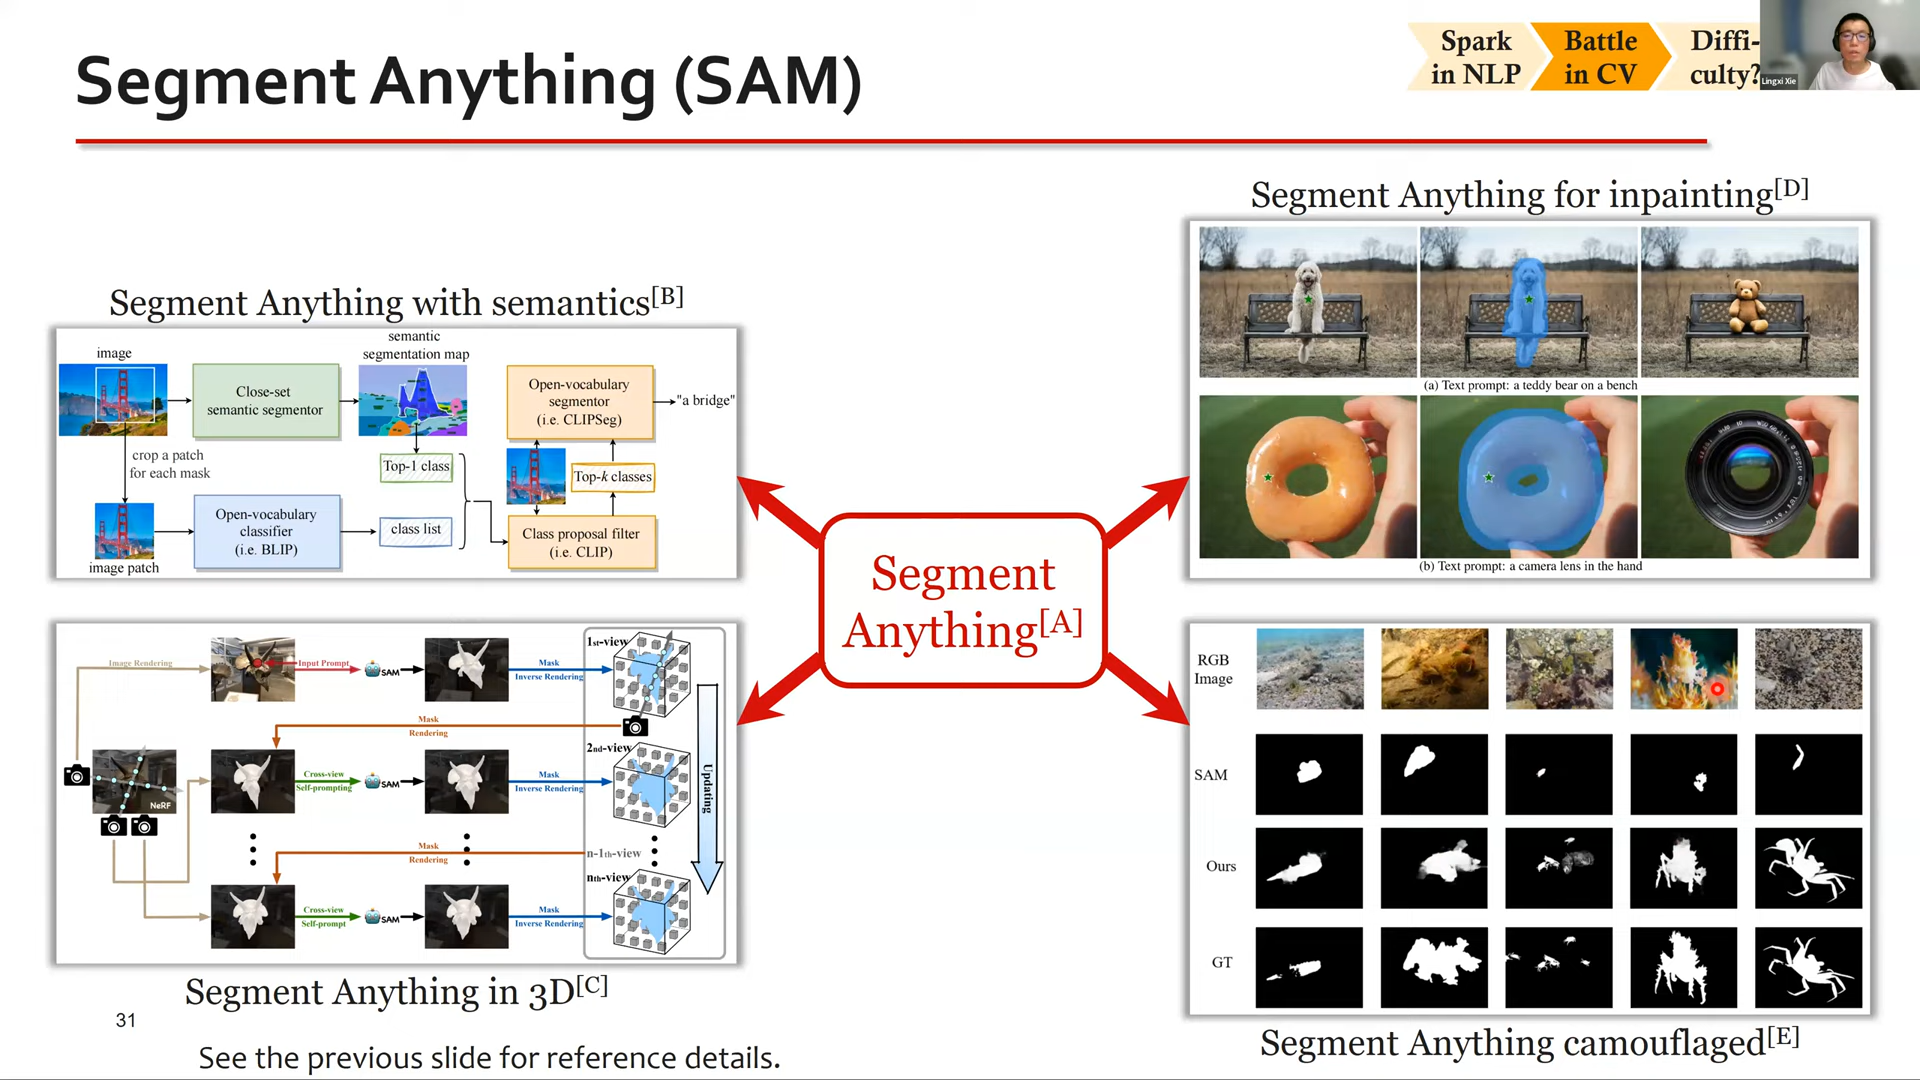 Segment Anything (SAM)
Spark
in NLP
Battle
in CV
Diffi-
culty?
Lingxi Xie
Segment Anything with semantics[B]
image
Close-set
semantic segmentor
semantic
segmentation map
Open-vocabulary
segmentor
(i.e. CLIPSeg)
"a bridge"
crop a patch
for each mask
Top-1 class
Top-k classes
image patch
Open-vocabulary
classifier
(i.e. BLIP)
class list
Class proposal filter
(i.e. CLIP)
Segment Anything for inpainting[D]
(a) Text prompt: a teddy bear on a bench
(b) Text prompt: a camera lens in the hand
Segment
Anything[A]
Image Rendering
Input Prompt
SAM
Mask
Inverse Rendering
1st-view
Mask
Rendering
NeRF
Cross-view
Self-prompting
SAM
Mask
Inverse Rendering
2nd-view
Updating
Mask
Rendering
n-1th-view
Cross-view
Self-prompt
SAM
Mask
Inverse Rendering
nth-view
Segment Anything in 3D[C]
RGB
Image
SAM
Ours
GT
Segment Anything camouflaged[E]
31
See the previous slide for reference details.